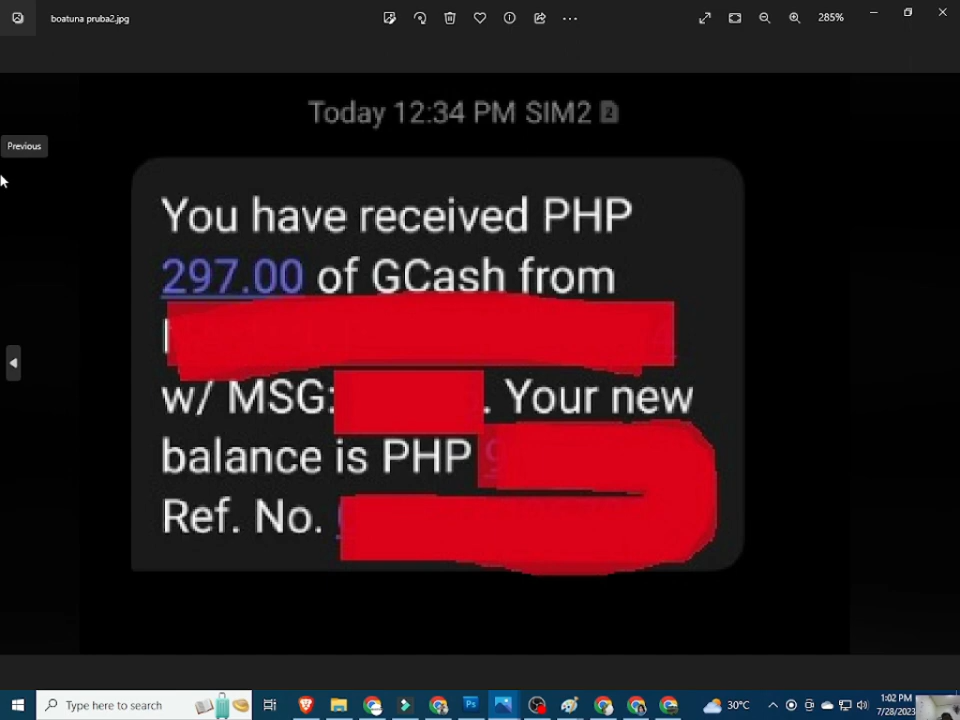 boatuna pruba2.jpg
285%
Previous
Today 12:34 PM SIM2
You have received PHP
297.00 of GCash from
w/ MSG: . Your new
balance is PHP
Ref. No.
Type here to search
30°C
1:02 PM
7/28/2023